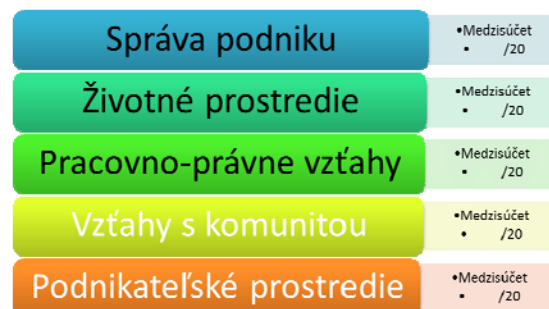 Správa podniku
•Medzisúčet
• /20
Životné prostredie
•Medzisúčet
• /20
Pracovno-právne vzťahy
•Medzisúčet
• /20
Vzťahy s komunitou
•Medzisúčet
• /20
Podnikateľské prostredie
•Medzisúčet
• /20